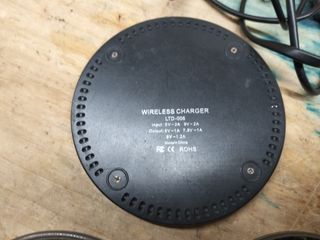 WIRELESS CHARGER
LTD-006
Input: 5V⎓2A 9V⎓2A
Output: 5V⎓1A 7.5V⎓1A
9V⎓1.2A
Made in China
FC CE ROHS